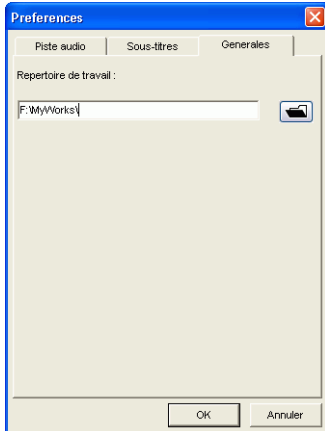 Preferences
Piste audio Sous-titres Generales
Repertoire de travail :
F:\MyWorks\
OK Annuler